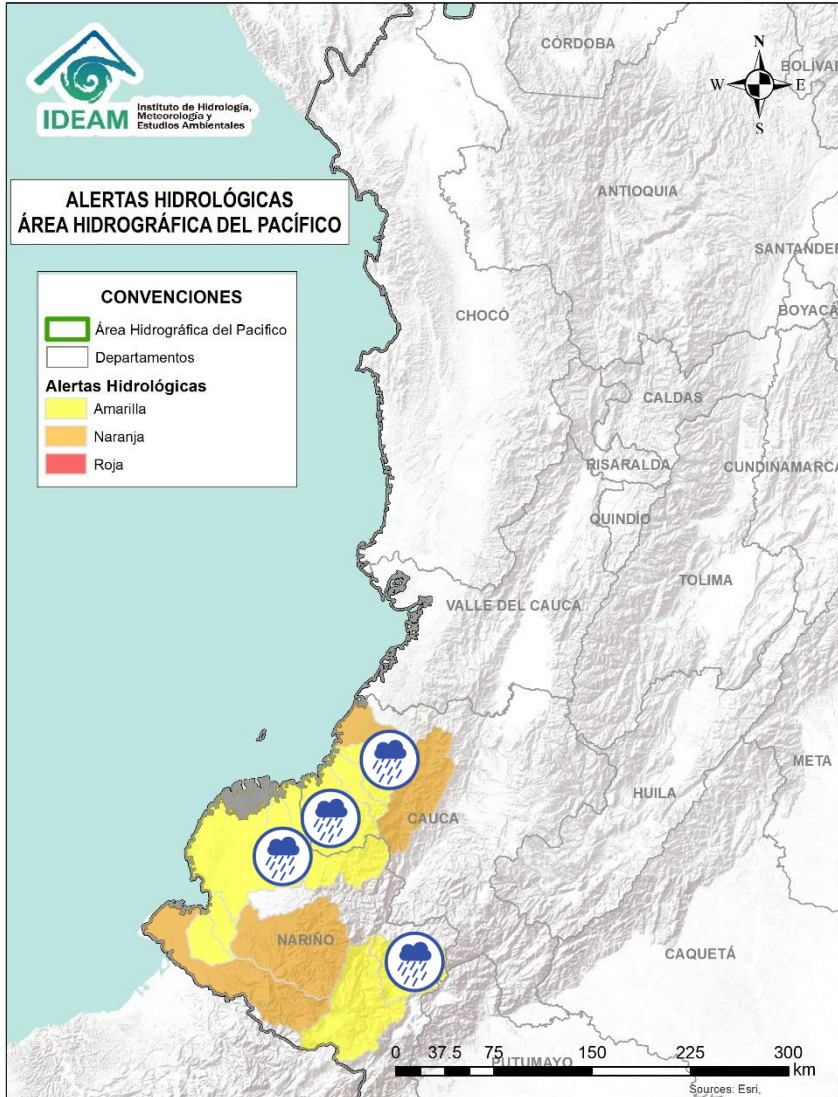 IDEAM
Instituto de Hidrología,
Meteorología y
Estudios Ambientales
ALERTAS HIDROLÓGICAS
ÁREA HIDROGRÁFICA DEL PACÍFICO
CONVENCIONES
Área Hidrográfica del Pacifico
Departamentos
Alertas Hidrológicas
Amarilla
Naranja
Roja
N
W
E
S
CÓRDOBA
BOLÍVAR
ANTIOQUIA
SANTANDER
BOYACÁ
CHOCÓ
CALDAS
RISARALDA
CUNDINAMARCA
QUINDÍO
TOLIMA
VALLE DEL CAUCA
META
HUILA
CAUCA
NARIÑO
CAQUETÁ
PUTUMAYO
0 37.5 75 150 225 300
km
Sources: Esri,